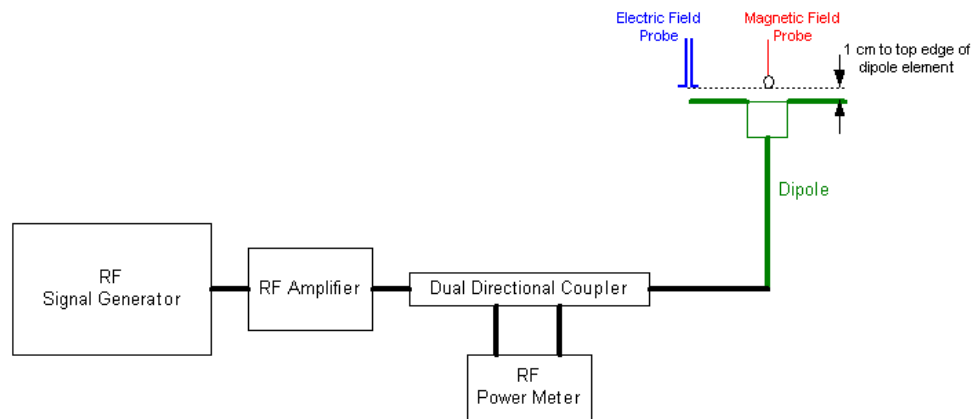 Electric Field
Probe
Magnetic Field
Probe
1 cm to top edge of
dipole element
Dipole
RF
Signal Generator
RF Amplifier
Dual Directional Coupler
RF
Power Meter